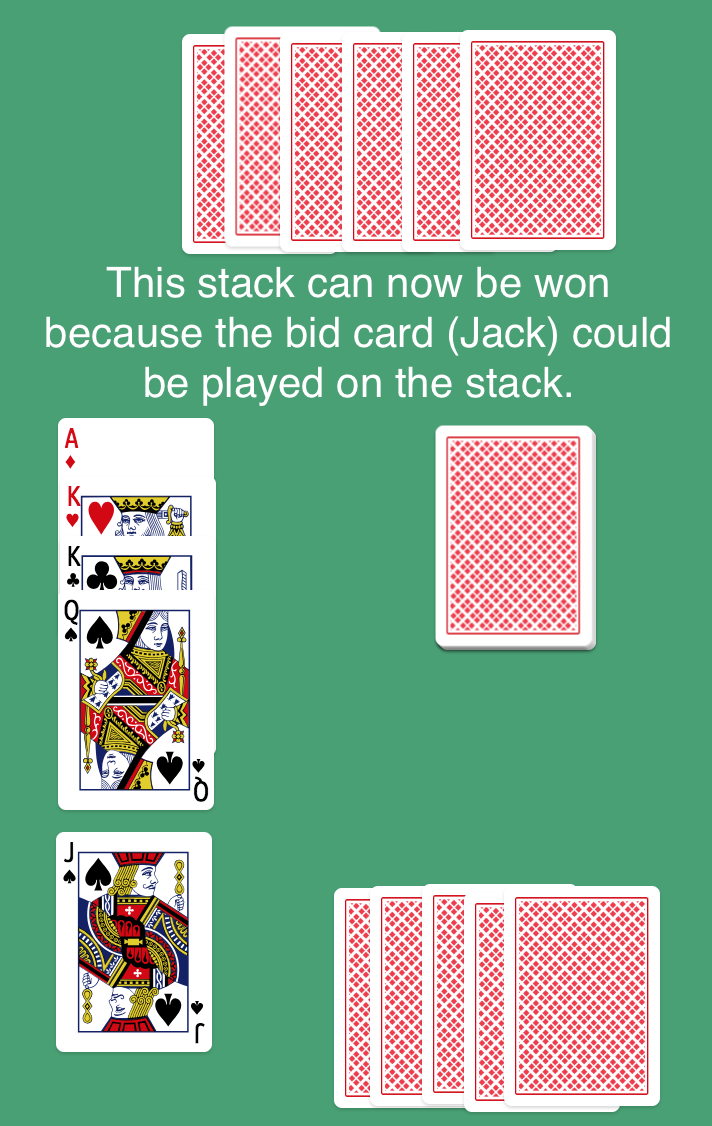 This stack can now be won
because the bid card (Jack) could
be played on the stack.
A
K
K
Q
Q
J
J